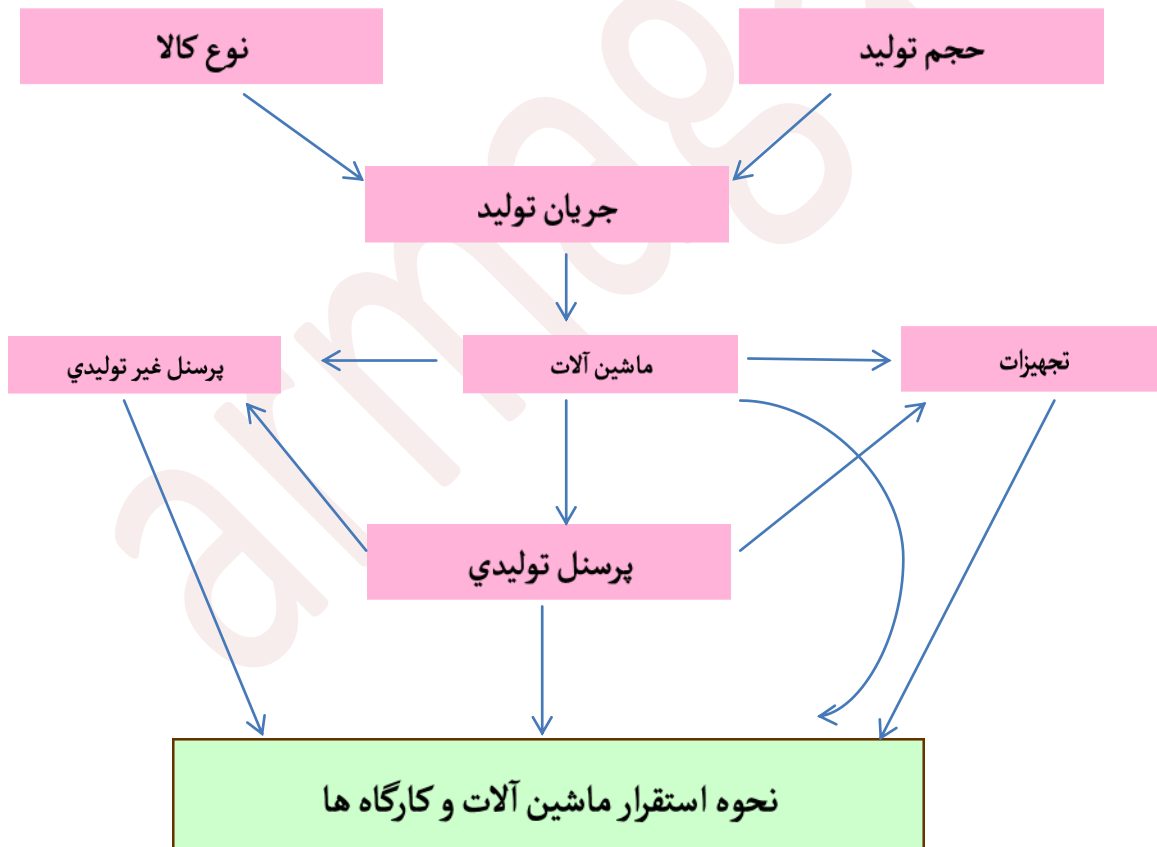 حجم تولید
نوع کالا
جریان تولید
تجهیزات
ماشین آلات
پرسنل غیر تولیدي
پرسنل تولیدي
نحوه استقرار ماشین آلات و کارگاه ها